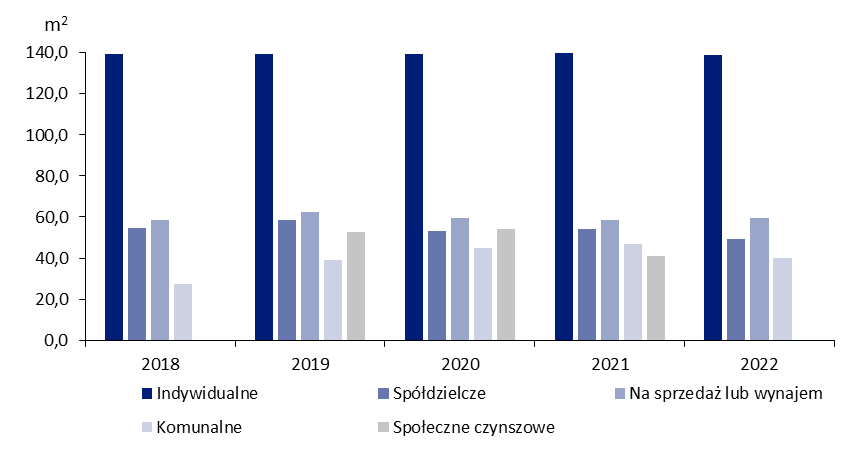 m²
140,0
120,0
100,0
80,0
60,0
40,0
20,0
0,0
2018 2019 2020 2021 2022
Indywidualne Spółdzielcze Na sprzedaż lub wynajem
Komunalne Społeczne czynszowe